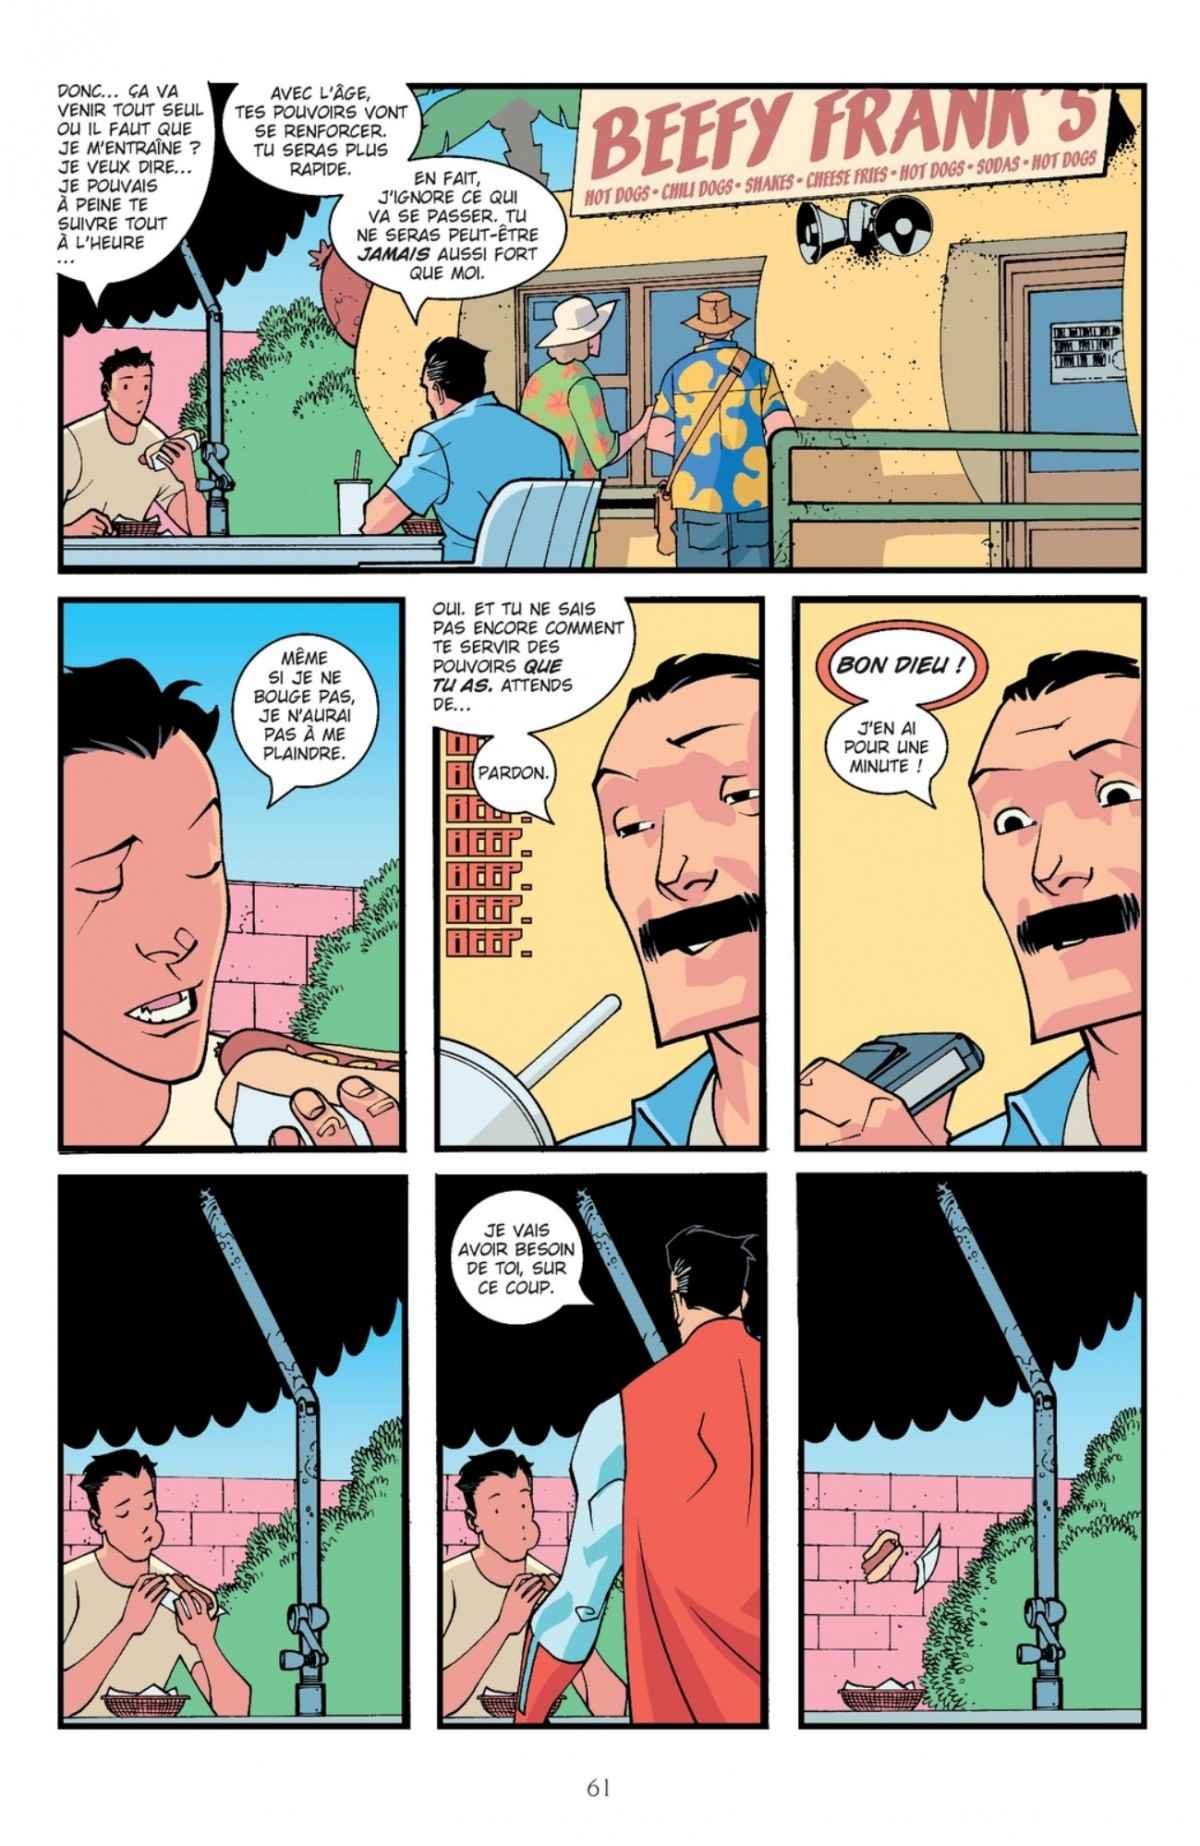 DONC... ÇA VA
VENIR TOUT SEUL
OU IL FAUT QUE
JE M'ENTRAÎNE ?
JE VEUX DIRE...
JE POUVAIS
À PEINE TE
SUIVRE TOUT
À L'HEURE
...
AVEC L'ÂGE,
TES POUVOIRS VONT
SE RENFORCER.
TU SERAS PLUS
RAPIDE.
EN FAIT,
J'IGNORE CE QUI
VA SE PASSER. TU
NE SERAS PEUT-ÊTRE
JAMAIS AUSSI FORT
QUE MOI.
BEEFY FRANK'S
HOT DOGS • CHILI DOGS • SHAKES • CHEESE FRIES • HOT DOGS • SODAS • HOT DOGS
MÊME
SI JE NE
BOUGE PAS,
JE N'AURAI
PAS À ME
PLAINDRE.
OUI. ET TU NE SAIS
PAS ENCORE COMMENT
TE SERVIR DES
POUVOIRS QUE
TU AS. ATTENDS
DE...
PARDON.
BEEP.
BEEP.
BEEP.
BEEP.
BEEP.
BON DIEU !
J'EN AI
POUR UNE
MINUTE !
JE VAIS
AVOIR BESOIN
DE TOI, SUR
CE COUP.
61